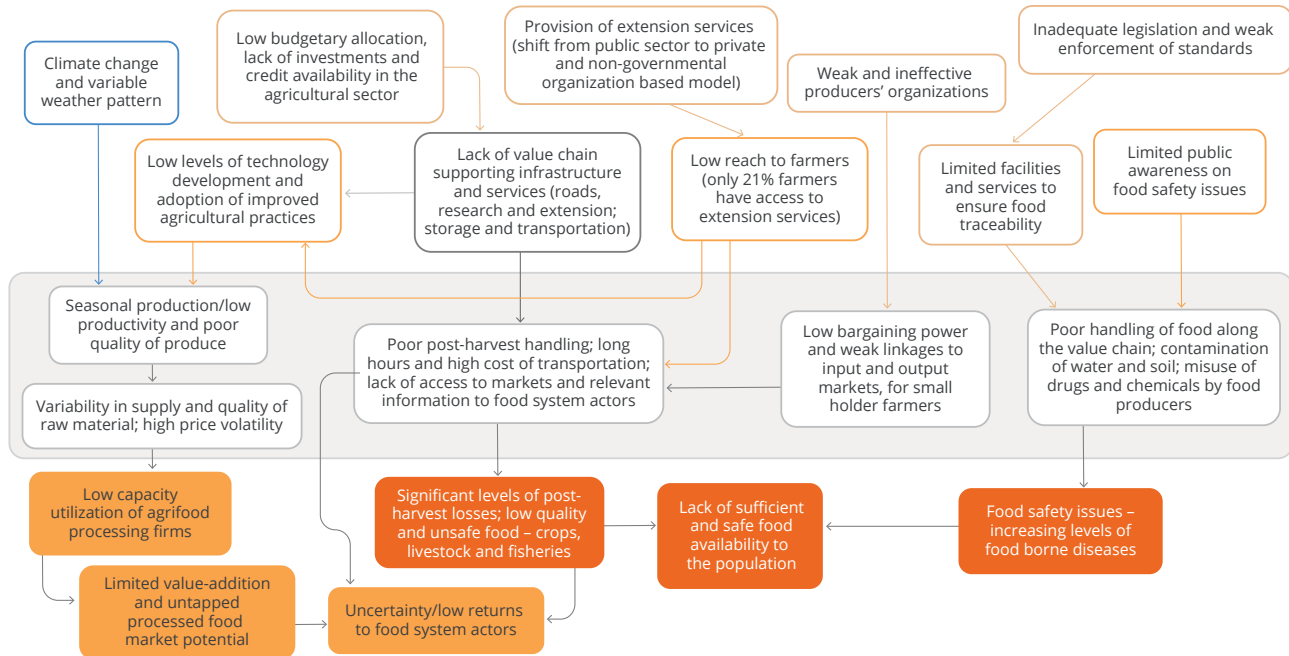 Climate change
and variable
weather pattern
Low budgetary allocation,
lack of investments and
credit availability in the
agricultural sector
Provision of extension services
(shift from public sector to private
and non-governmental
organization based model)
Weak and ineffective
producers’ organizations
Inadequate legislation and weak
enforcement of standards
Low levels of technology
development and
adoption of improved
agricultural practices
Lack of value chain
supporting infrastructure
and services (roads,
research and extension;
storage and transportation)
Low reach to farmers
(only 21% farmers
have access to
extension services)
Limited facilities
and services to
ensure food
traceability
Limited public
awareness on
food safety issues
Seasonal production/low
productivity and poor
quality of produce
Variability in supply and quality of
raw material; high price volatility
Poor post-harvest handling; long
hours and high cost of transportation;
lack of access to markets and relevant
information to food system actors
Low bargaining power
and weak linkages to
input and output
markets, for small
holder farmers
Poor handling of food along
the value chain; contamination
of water and soil; misuse of
drugs and chemicals by food
producers
Low capacity
utilization of agrifood
processing firms
Significant levels of post-
harvest losses; low quality
and unsafe food – crops,
livestock and fisheries
Lack of sufficient
and safe food
availability to
the population
Food safety issues –
increasing levels of
food borne diseases
Limited value-addition
and untapped
processed food
market potential
Uncertainty/low returns
to food system actors